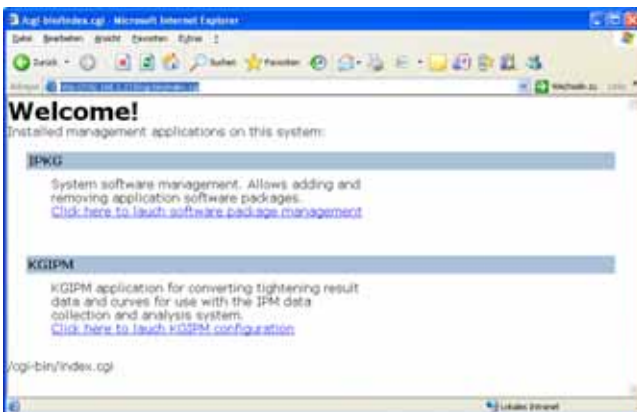 /cgi-bin/index.cgi - Microsoft Internet Explorer
Datei Bearbeiten Ansicht Favoriten Extras ?
Zurück Suchen Favoriten
Adresse Wechseln zu Links
Welcome!
Installed management applications on this system:
IPKG
System software management. Allows adding and
removing application software packages.
Click here to lauch software package management
KGIPM
KGIPM application for converting tightening result
data and curves for use with the IPM data
collection and analysis system.
Click here to lauch KGIPM configuration
/cgi-bin/index.cgi
Lokales Intranet